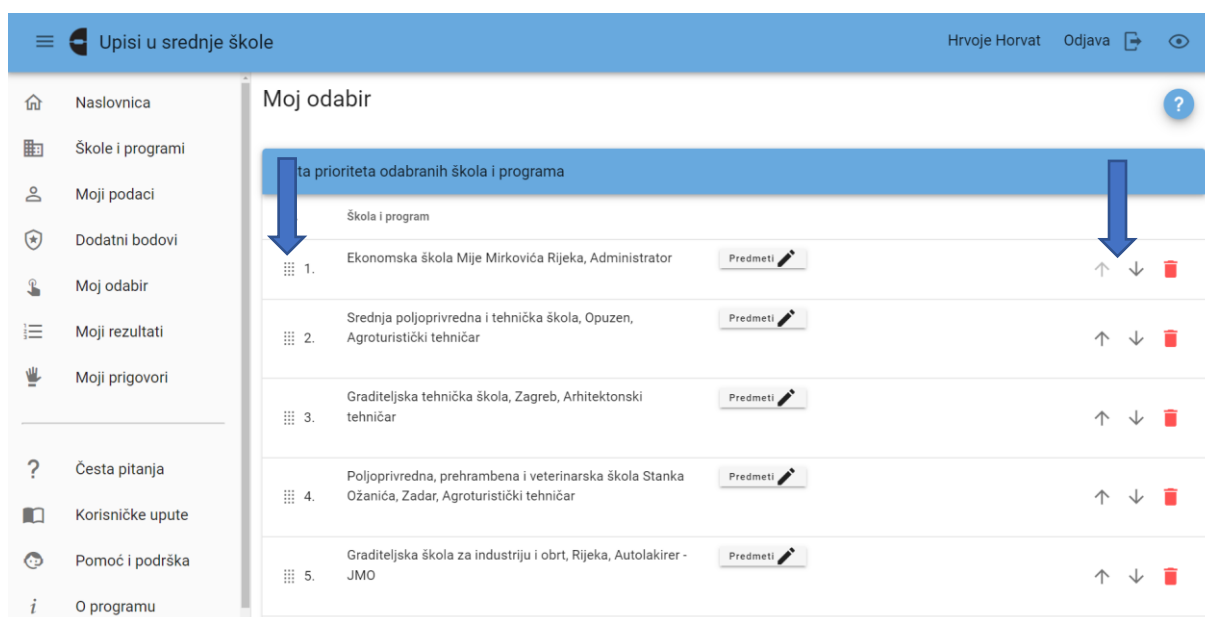 Upisi u srednje škole
Hrvoje Horvat
Odjava
Naslovnica
Škole i programi
Moji podaci
Dodatni bodovi
Moj odabir
Moji rezultati
Moji prigovori
Česta pitanja
Korisničke upute
Pomoć i podrška
O programu
Moj odabir
?
prioriteta odabranih škola i programa
Škola i program
1.
Ekonomska škola Mije Mirkovića Rijeka, Administrator
Predmeti
2.
Srednja poljoprivredna i tehnička škola, Opuzen,
Agroturistički tehničar
Predmeti
3.
Graditeljska tehnička škola, Zagreb, Arhitektonski
tehničar
Predmeti
4.
Poljoprivredna, prehrambena i veterinarska škola Stanka
Ožanića, Zadar, Agroturistički tehničar
Predmeti
5.
Graditeljska škola za industriju i obrt, Rijeka, Autolakirer -
JMO
Predmeti